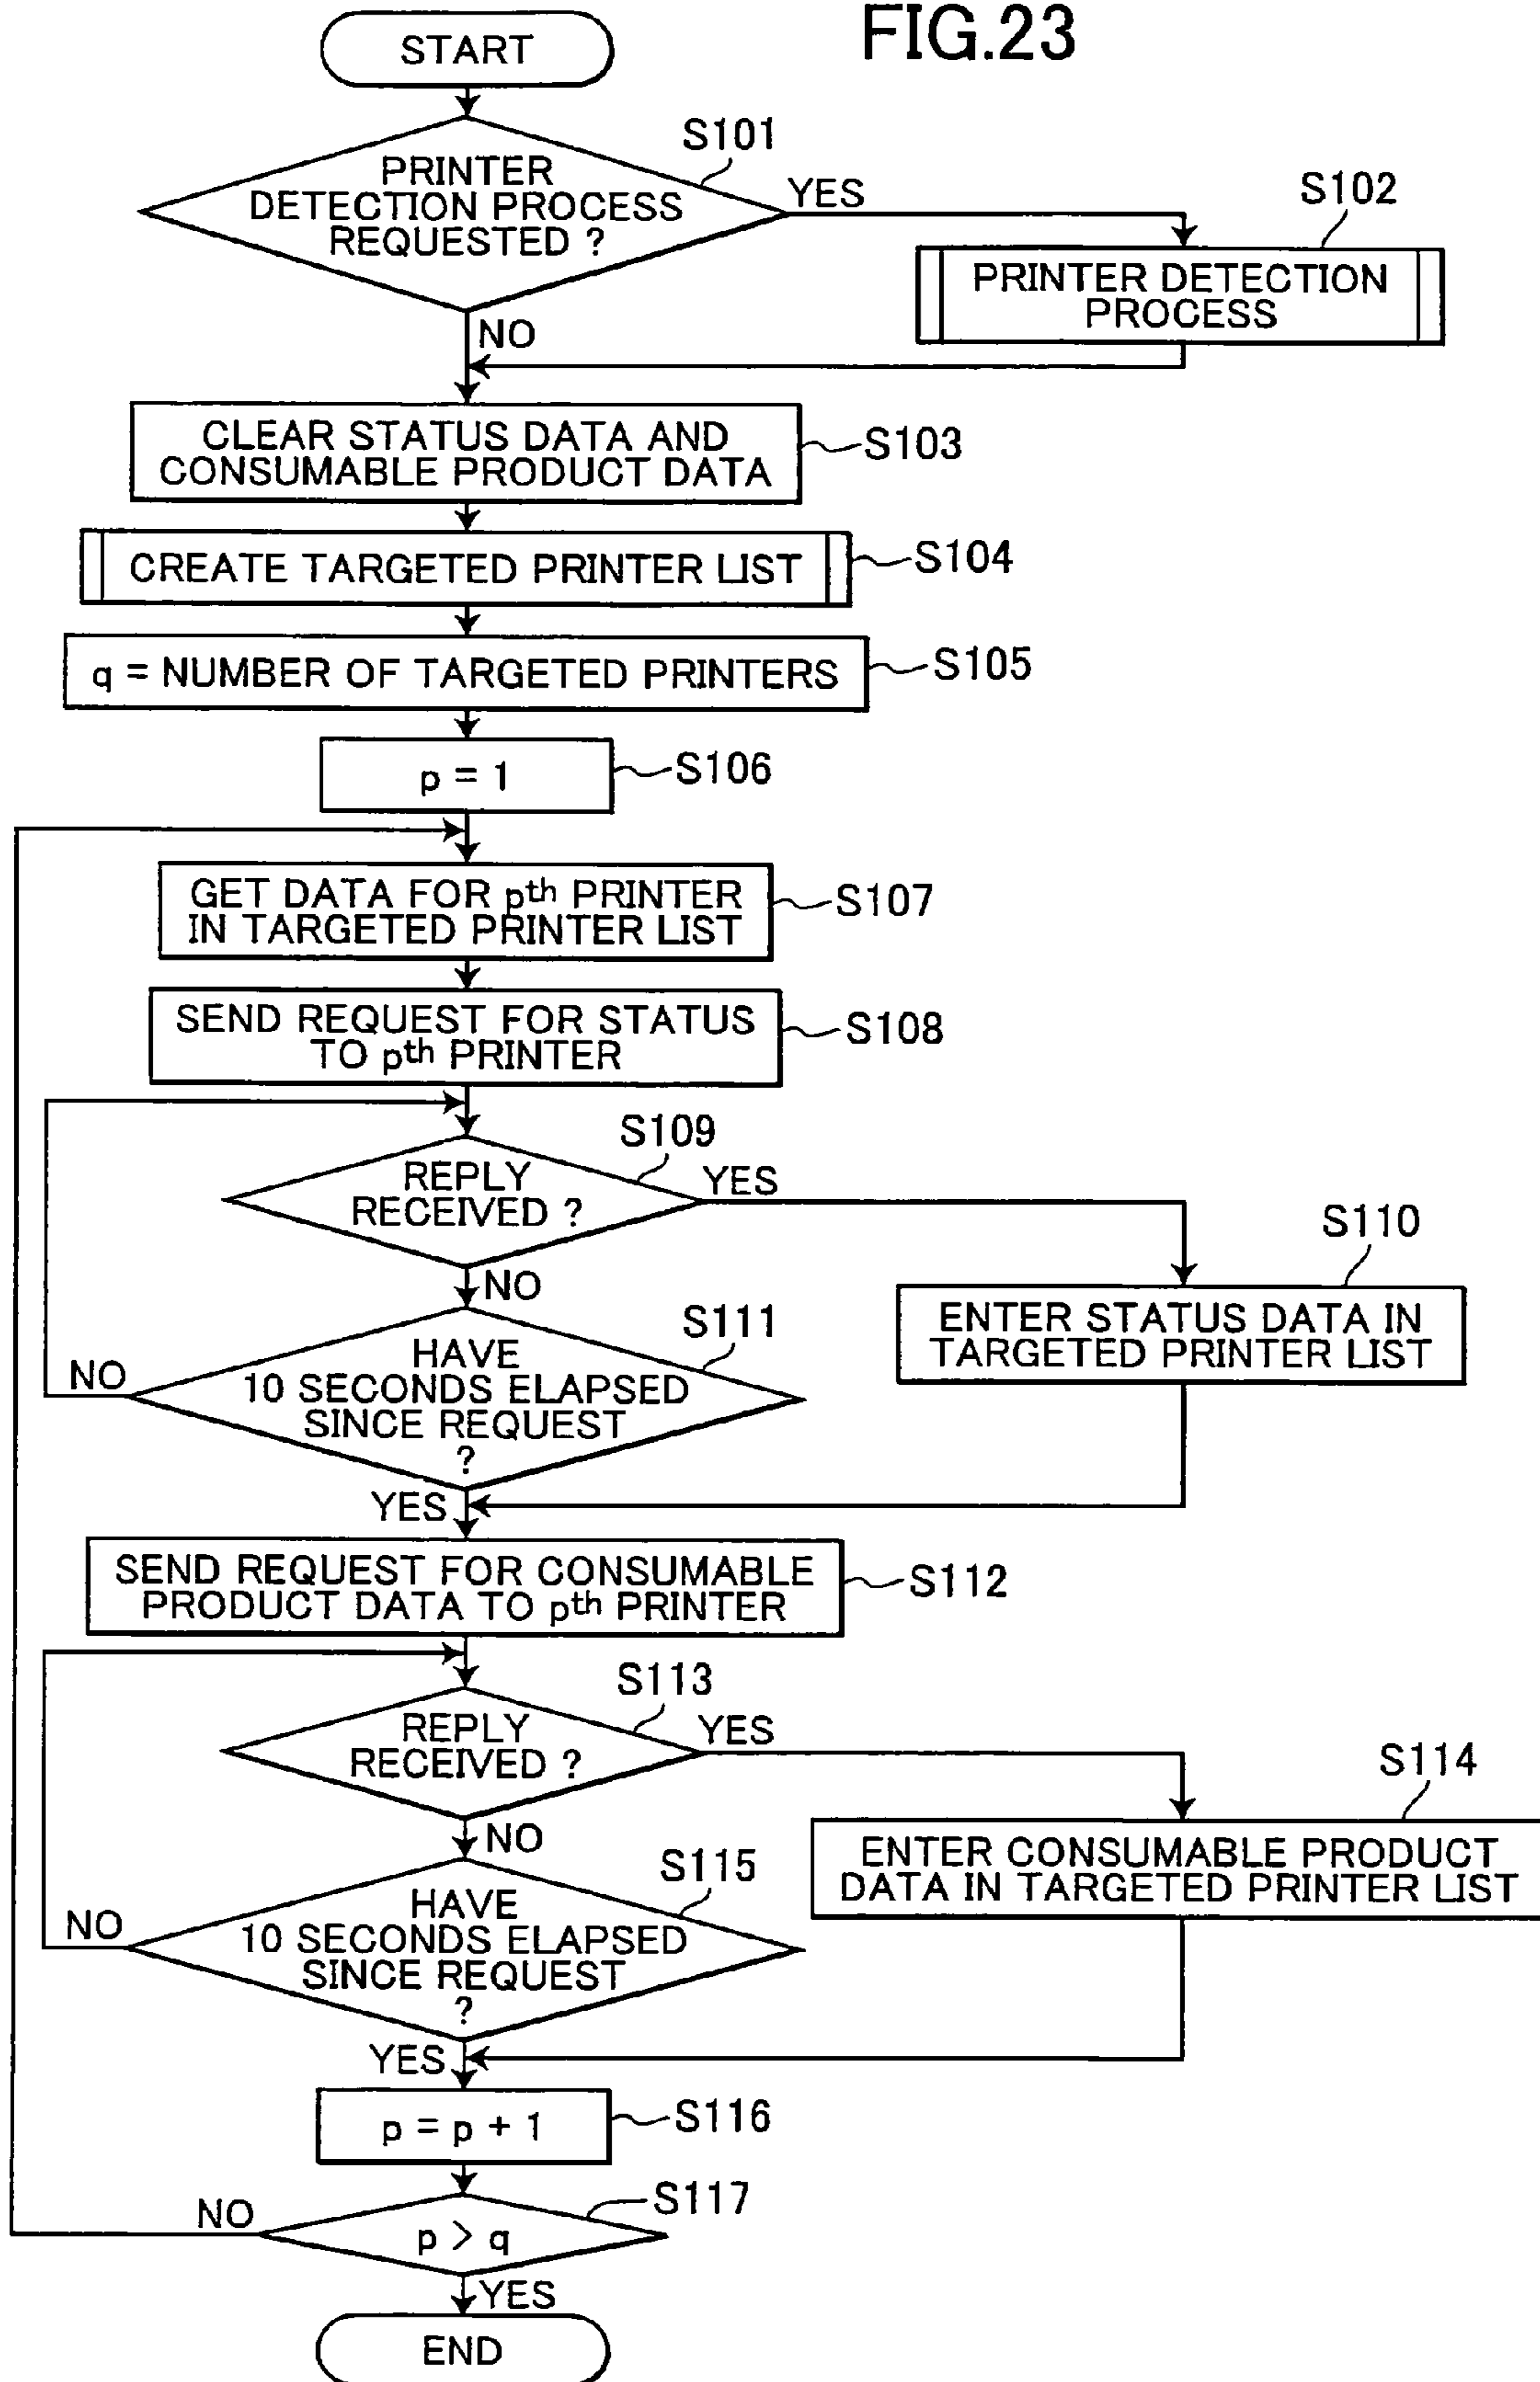 FIG.23
START
S101
PRINTER
DETECTION PROCESS
REQUESTED ?
YES
S102
PRINTER DETECTION
PROCESS
NO
CLEAR STATUS DATA AND
CONSUMABLE PRODUCT DATA
S103
CREATE TARGETED PRINTER LIST
S104
q = NUMBER OF TARGETED PRINTERS
S105
p = 1
S106
GET DATA FOR pth PRINTER
IN TARGETED PRINTER LIST
S107
SEND REQUEST FOR STATUS
TO pth PRINTER
S108
S109
REPLY
RECEIVED ?
YES
S110
ENTER STATUS DATA IN
TARGETED PRINTER LIST
NO
S111
HAVE
10 SECONDS ELAPSED
SINCE REQUEST
?
NO
YES
SEND REQUEST FOR CONSUMABLE
PRODUCT DATA TO pth PRINTER
S112
S113
REPLY
RECEIVED ?
YES
S114
ENTER CONSUMABLE PRODUCT
DATA IN TARGETED PRINTER LIST
NO
S115
HAVE
10 SECONDS ELAPSED
SINCE REQUEST
?
NO
YES
p = p + 1
S116
S117
p > q
NO
YES
END